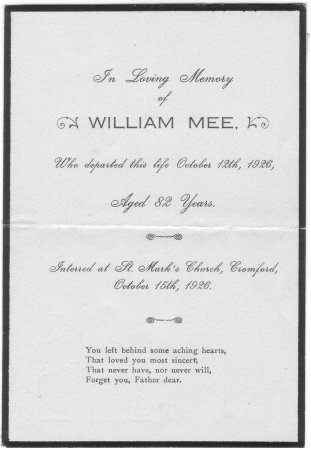 In Loving Memory
of
WILLIAM MEE,
Who departed this life October 12th, 1926,
Aged 82 Years.
Interred at St. Mark's Church, Cromford,
October 15th, 1926.
You left behind some aching hearts,
That loved you most sincere,
That never have, nor never will,
Forget you, Father dear.